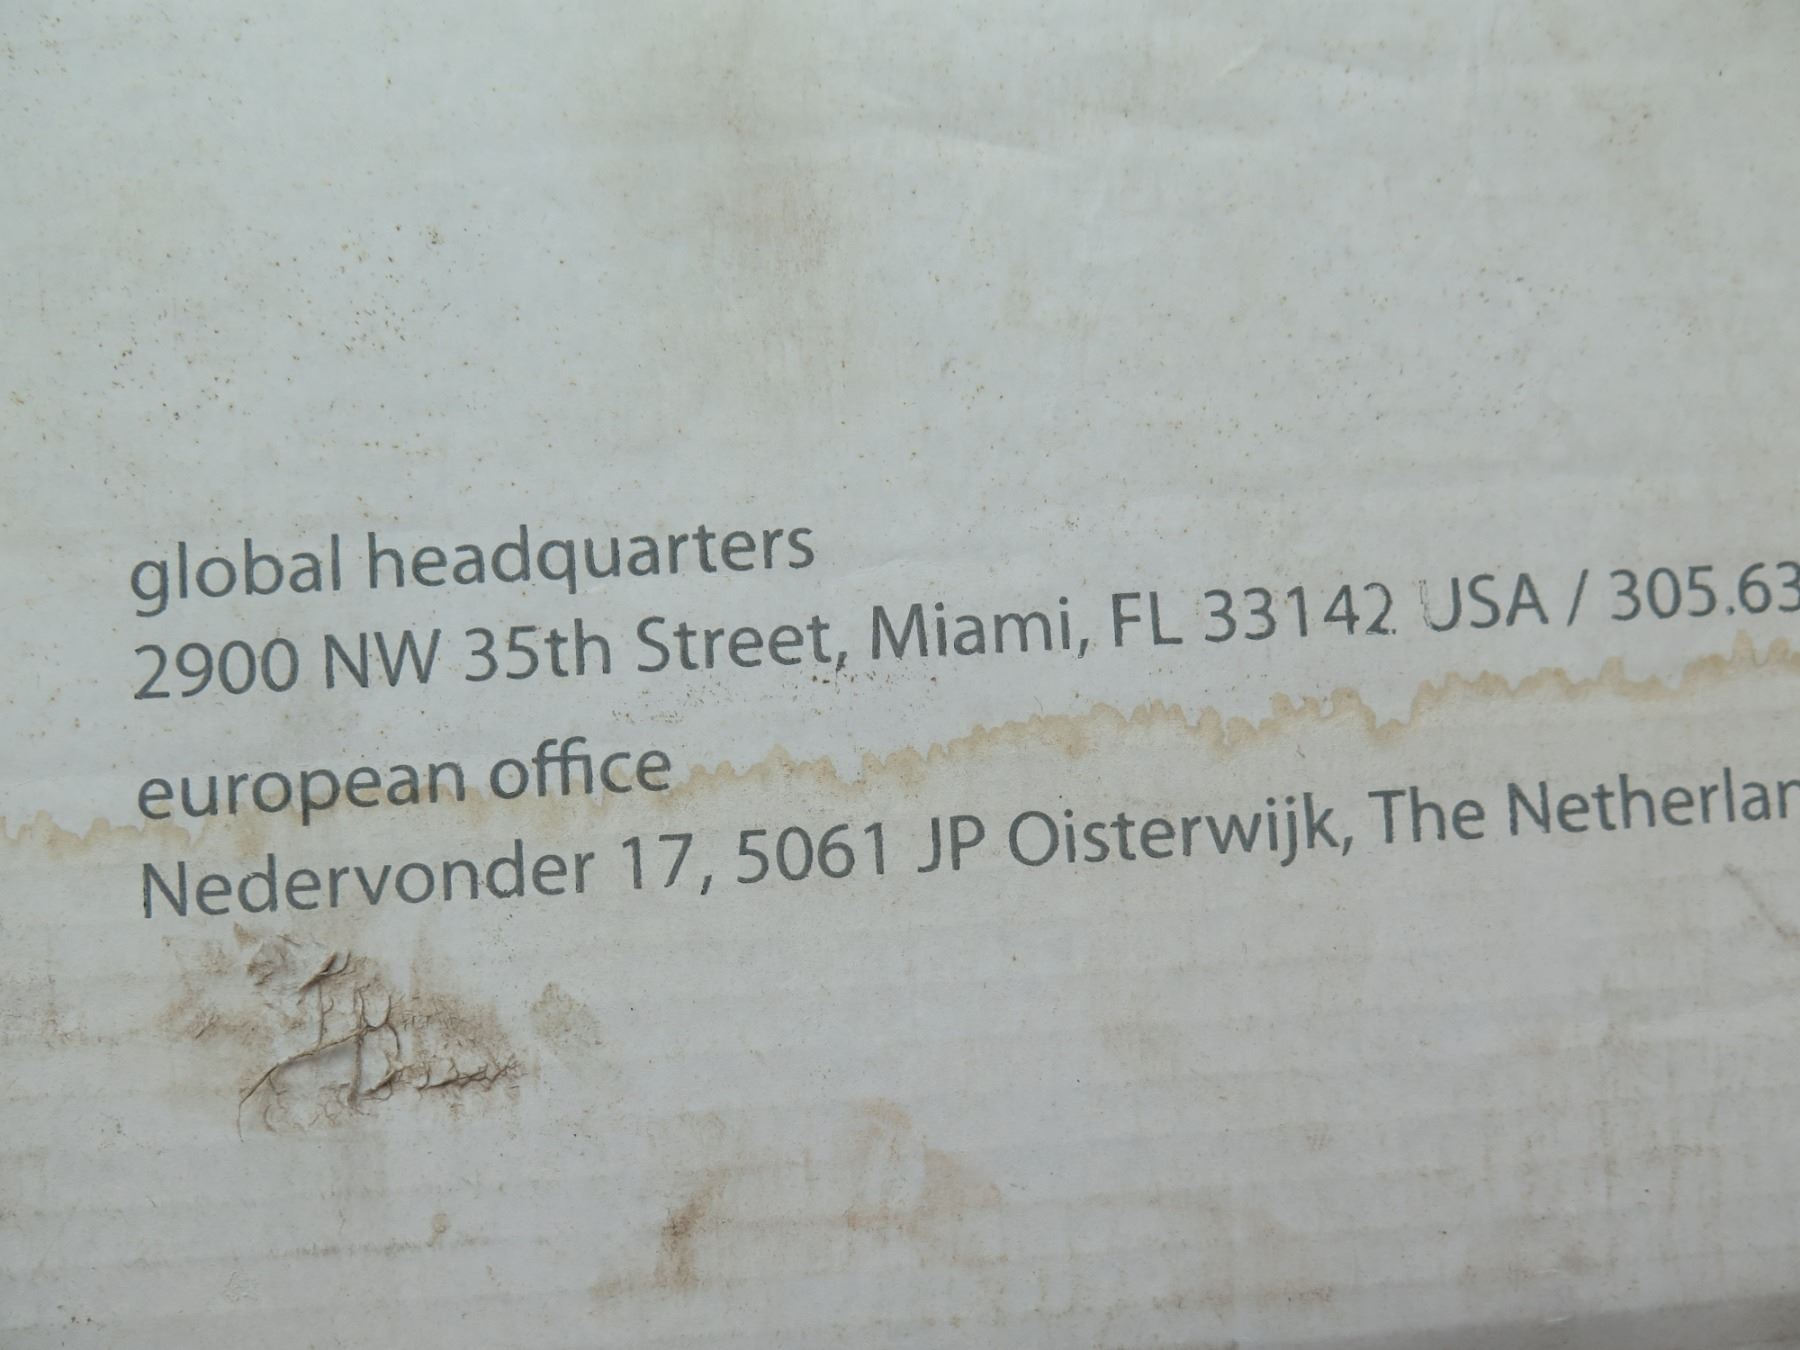 global headquarters
2900 NW 35th Street, Miami, FL 33142 USA / 305.63
european office
Nedervonder 17, 5061 JP Oisterwijk, The Netherlan